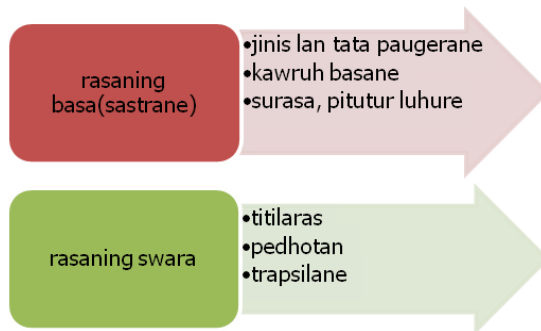 rasaning
basa(sastrane)
•jinis lan tata paugerane
•kawruh basane
•surasa, pitutur luhure
rasaning swara
•titilaras
•pedhotan
•trapsilane